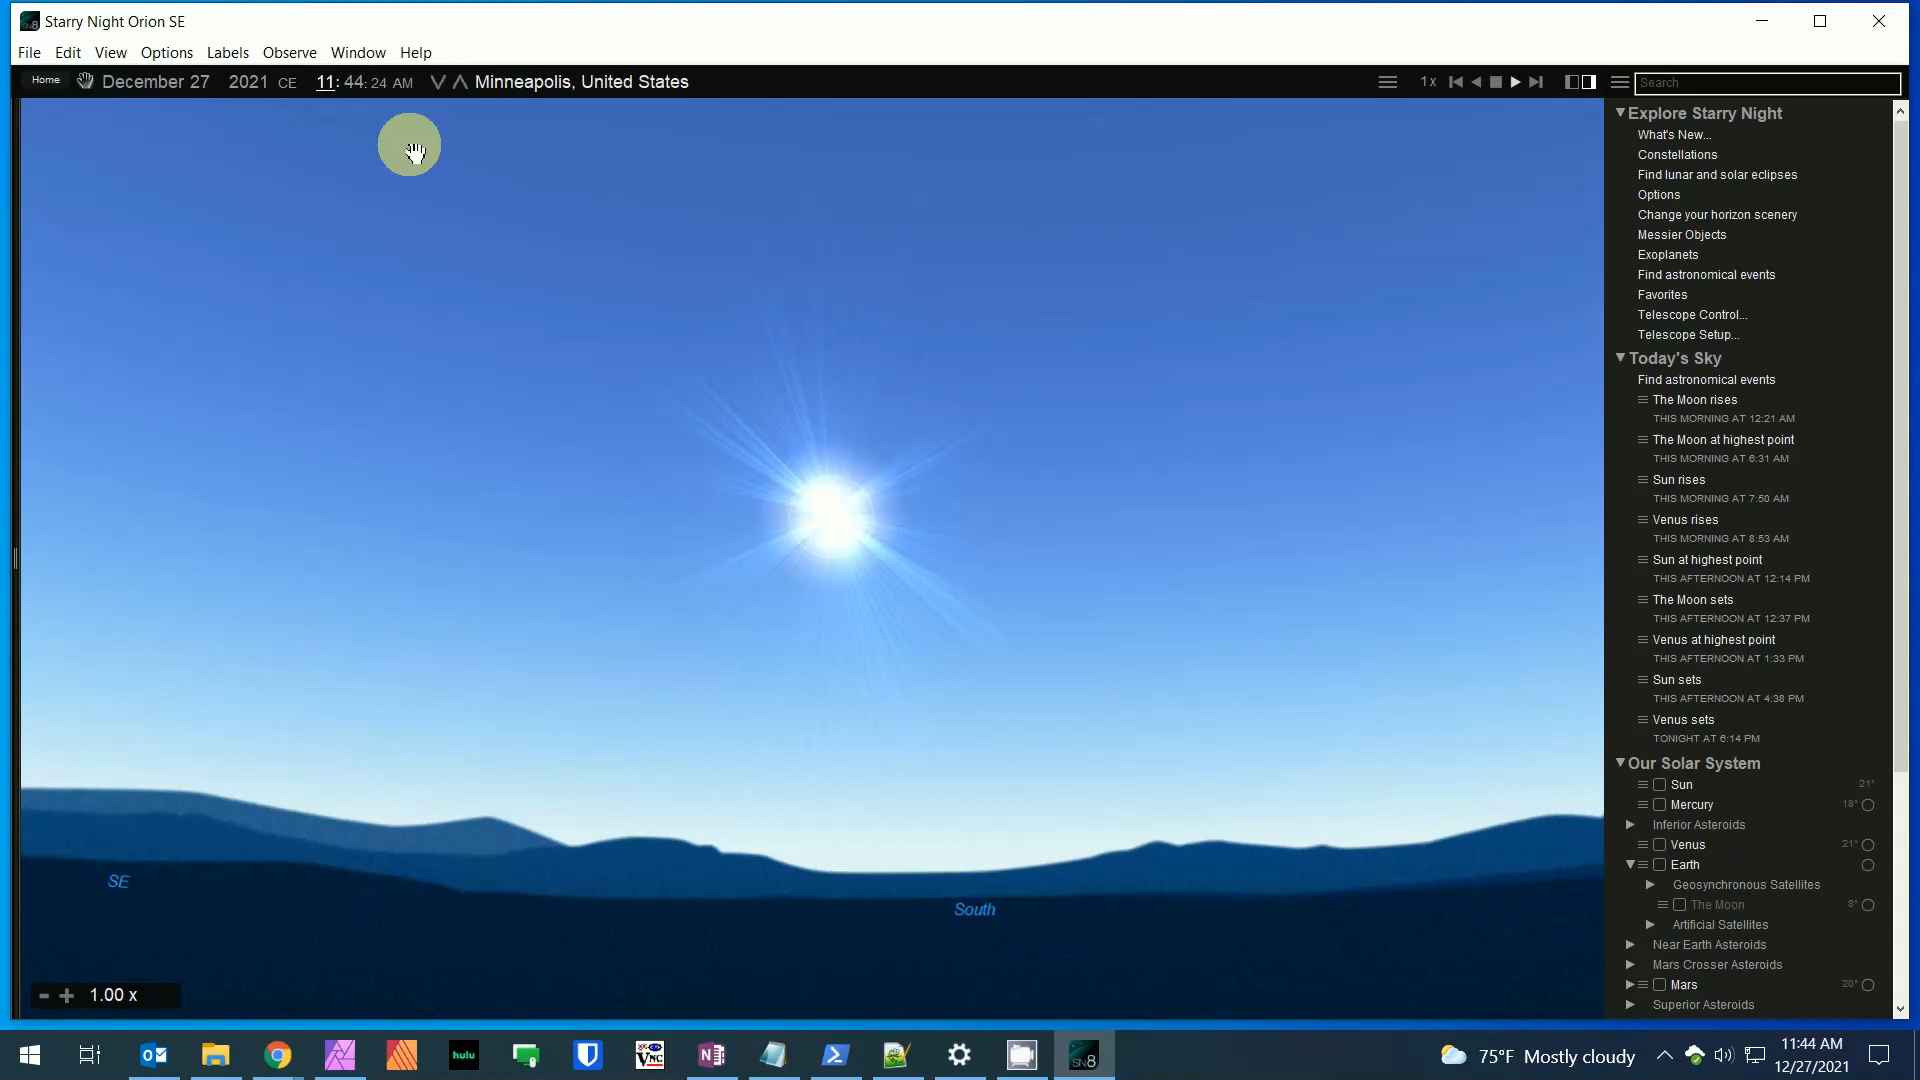 Starry Night Orion SE
File Edit View Options Labels Observe Window Help
Home December 27 2021 CE 11: 44: 24 AM Minneapolis, United States 1x Search
Explore Starry Night
What's New...
Constellations
Find lunar and solar eclipses
Options
Change your horizon scenery
Messier Objects
Exoplanets
Find astronomical events
Favorites
Telescope Control...
Telescope Setup...
Today's Sky
Find astronomical events
The Moon rises
THIS MORNING AT 12:21 AM
The Moon at highest point
THIS MORNING AT 6:31 AM
Sun rises
THIS MORNING AT 7:50 AM
Venus rises
THIS MORNING AT 8:53 AM
Sun at highest point
THIS AFTERNOON AT 12:14 PM
The Moon sets
THIS AFTERNOON AT 12:37 PM
Venus at highest point
THIS AFTERNOON AT 1:33 PM
Sun sets
THIS AFTERNOON AT 4:38 PM
Venus sets
TONIGHT AT 6:14 PM
Our Solar System
Sun 21°
Mercury 18°
Inferior Asteroids
Venus 21°
Earth
Geosynchronous Satellites
The Moon 8°
Artificial Satellites
Near Earth Asteroids
Mars Crosser Asteroids
Mars 20°
Superior Asteroids
SE
South
1.00 x
hulu
VNC
N
SN8
75°F Mostly cloudy
11:44 AM
12/27/2021